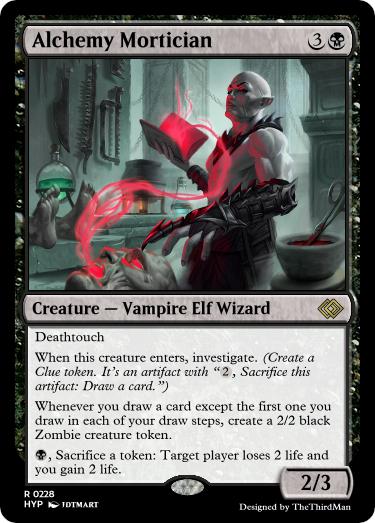 Alchemy Mortician 3
Creature — Vampire Elf Wizard
Deathtouch
When this creature enters, investigate. (Create a
Clue token. It's an artifact with “2, Sacrifice this
artifact: Draw a card.”)
Whenever you draw a card except the first one you
draw in each of your draw steps, create a 2/2 black
Zombie creature token.
, Sacrifice a token: Target player loses 2 life and
you gain 2 life.
2/3
R 0228
HYP JDTMART
Designed by TheThirdMan